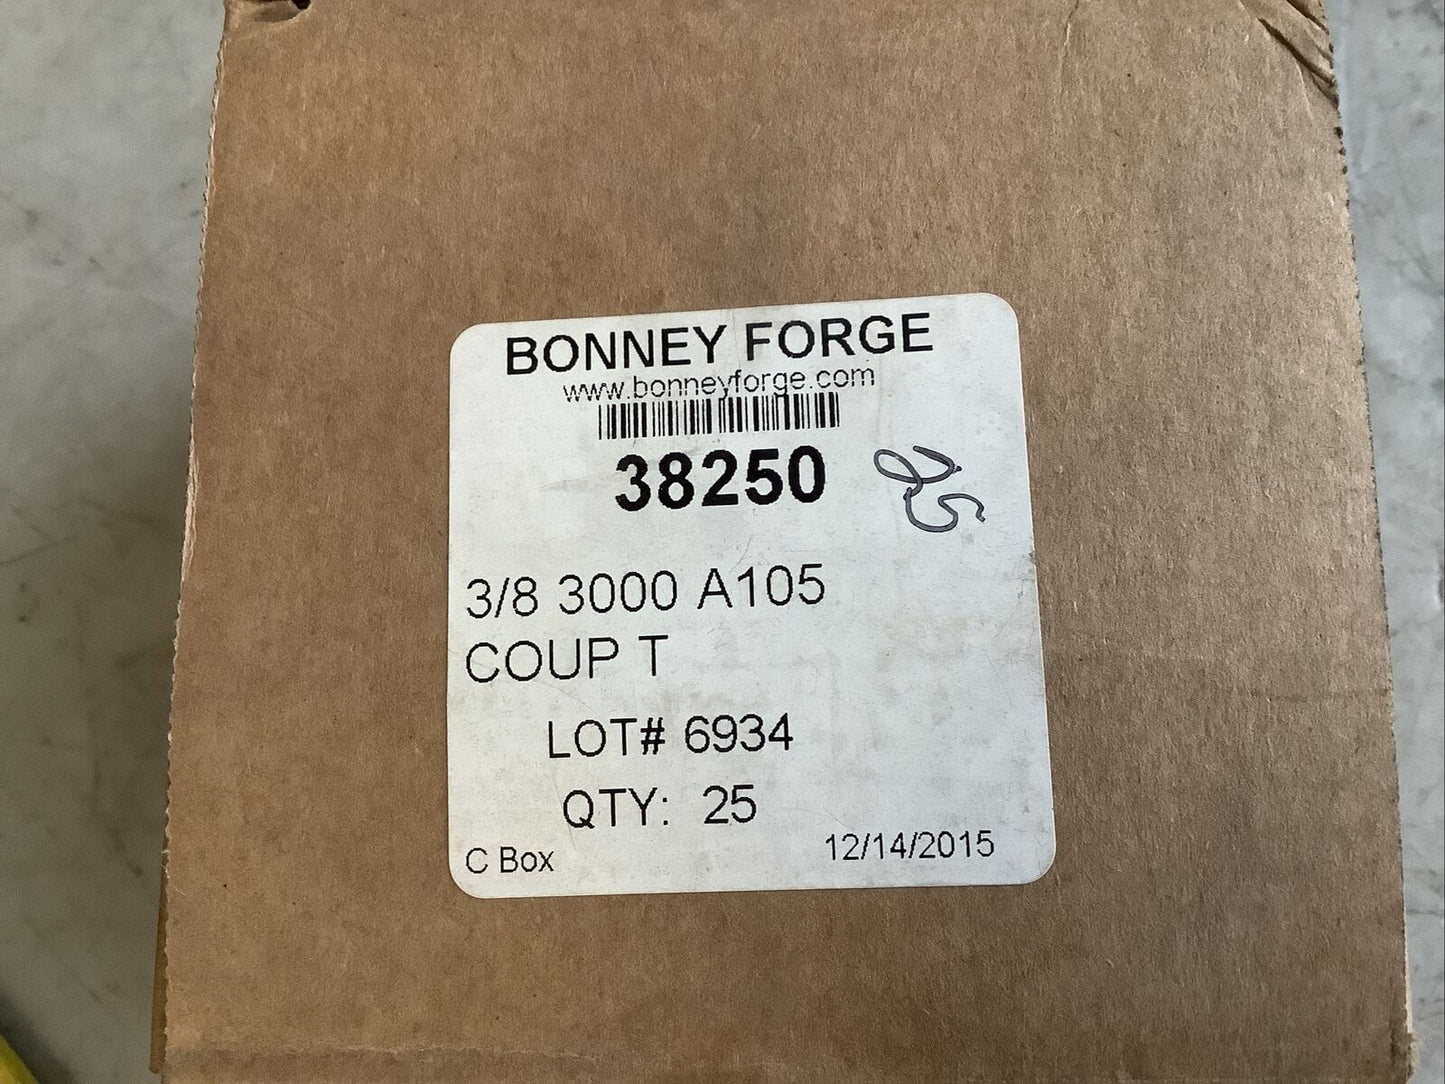 BONNEY FORGE
www.bonneyforge.com
38250
25
3/8 3000 A105
COUP T
LOT# 6934
QTY: 25
C Box 12/14/2015